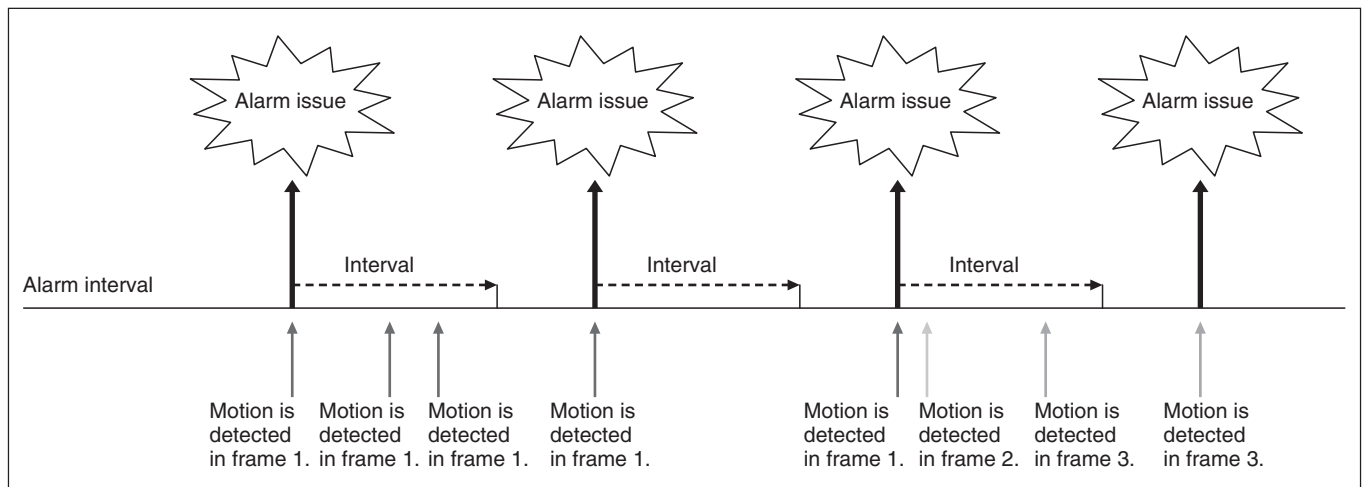 Alarm issue
Alarm issue
Alarm issue
Alarm issue
Interval
Interval
Interval
Alarm interval
Motion is
detected
in frame 1.
Motion is
detected
in frame 1.
Motion is
detected
in frame 1.
Motion is
detected
in frame 1.
Motion is
detected
in frame 1.
Motion is
detected
in frame 2.
Motion is
detected
in frame 3.
Motion is
detected
in frame 3.